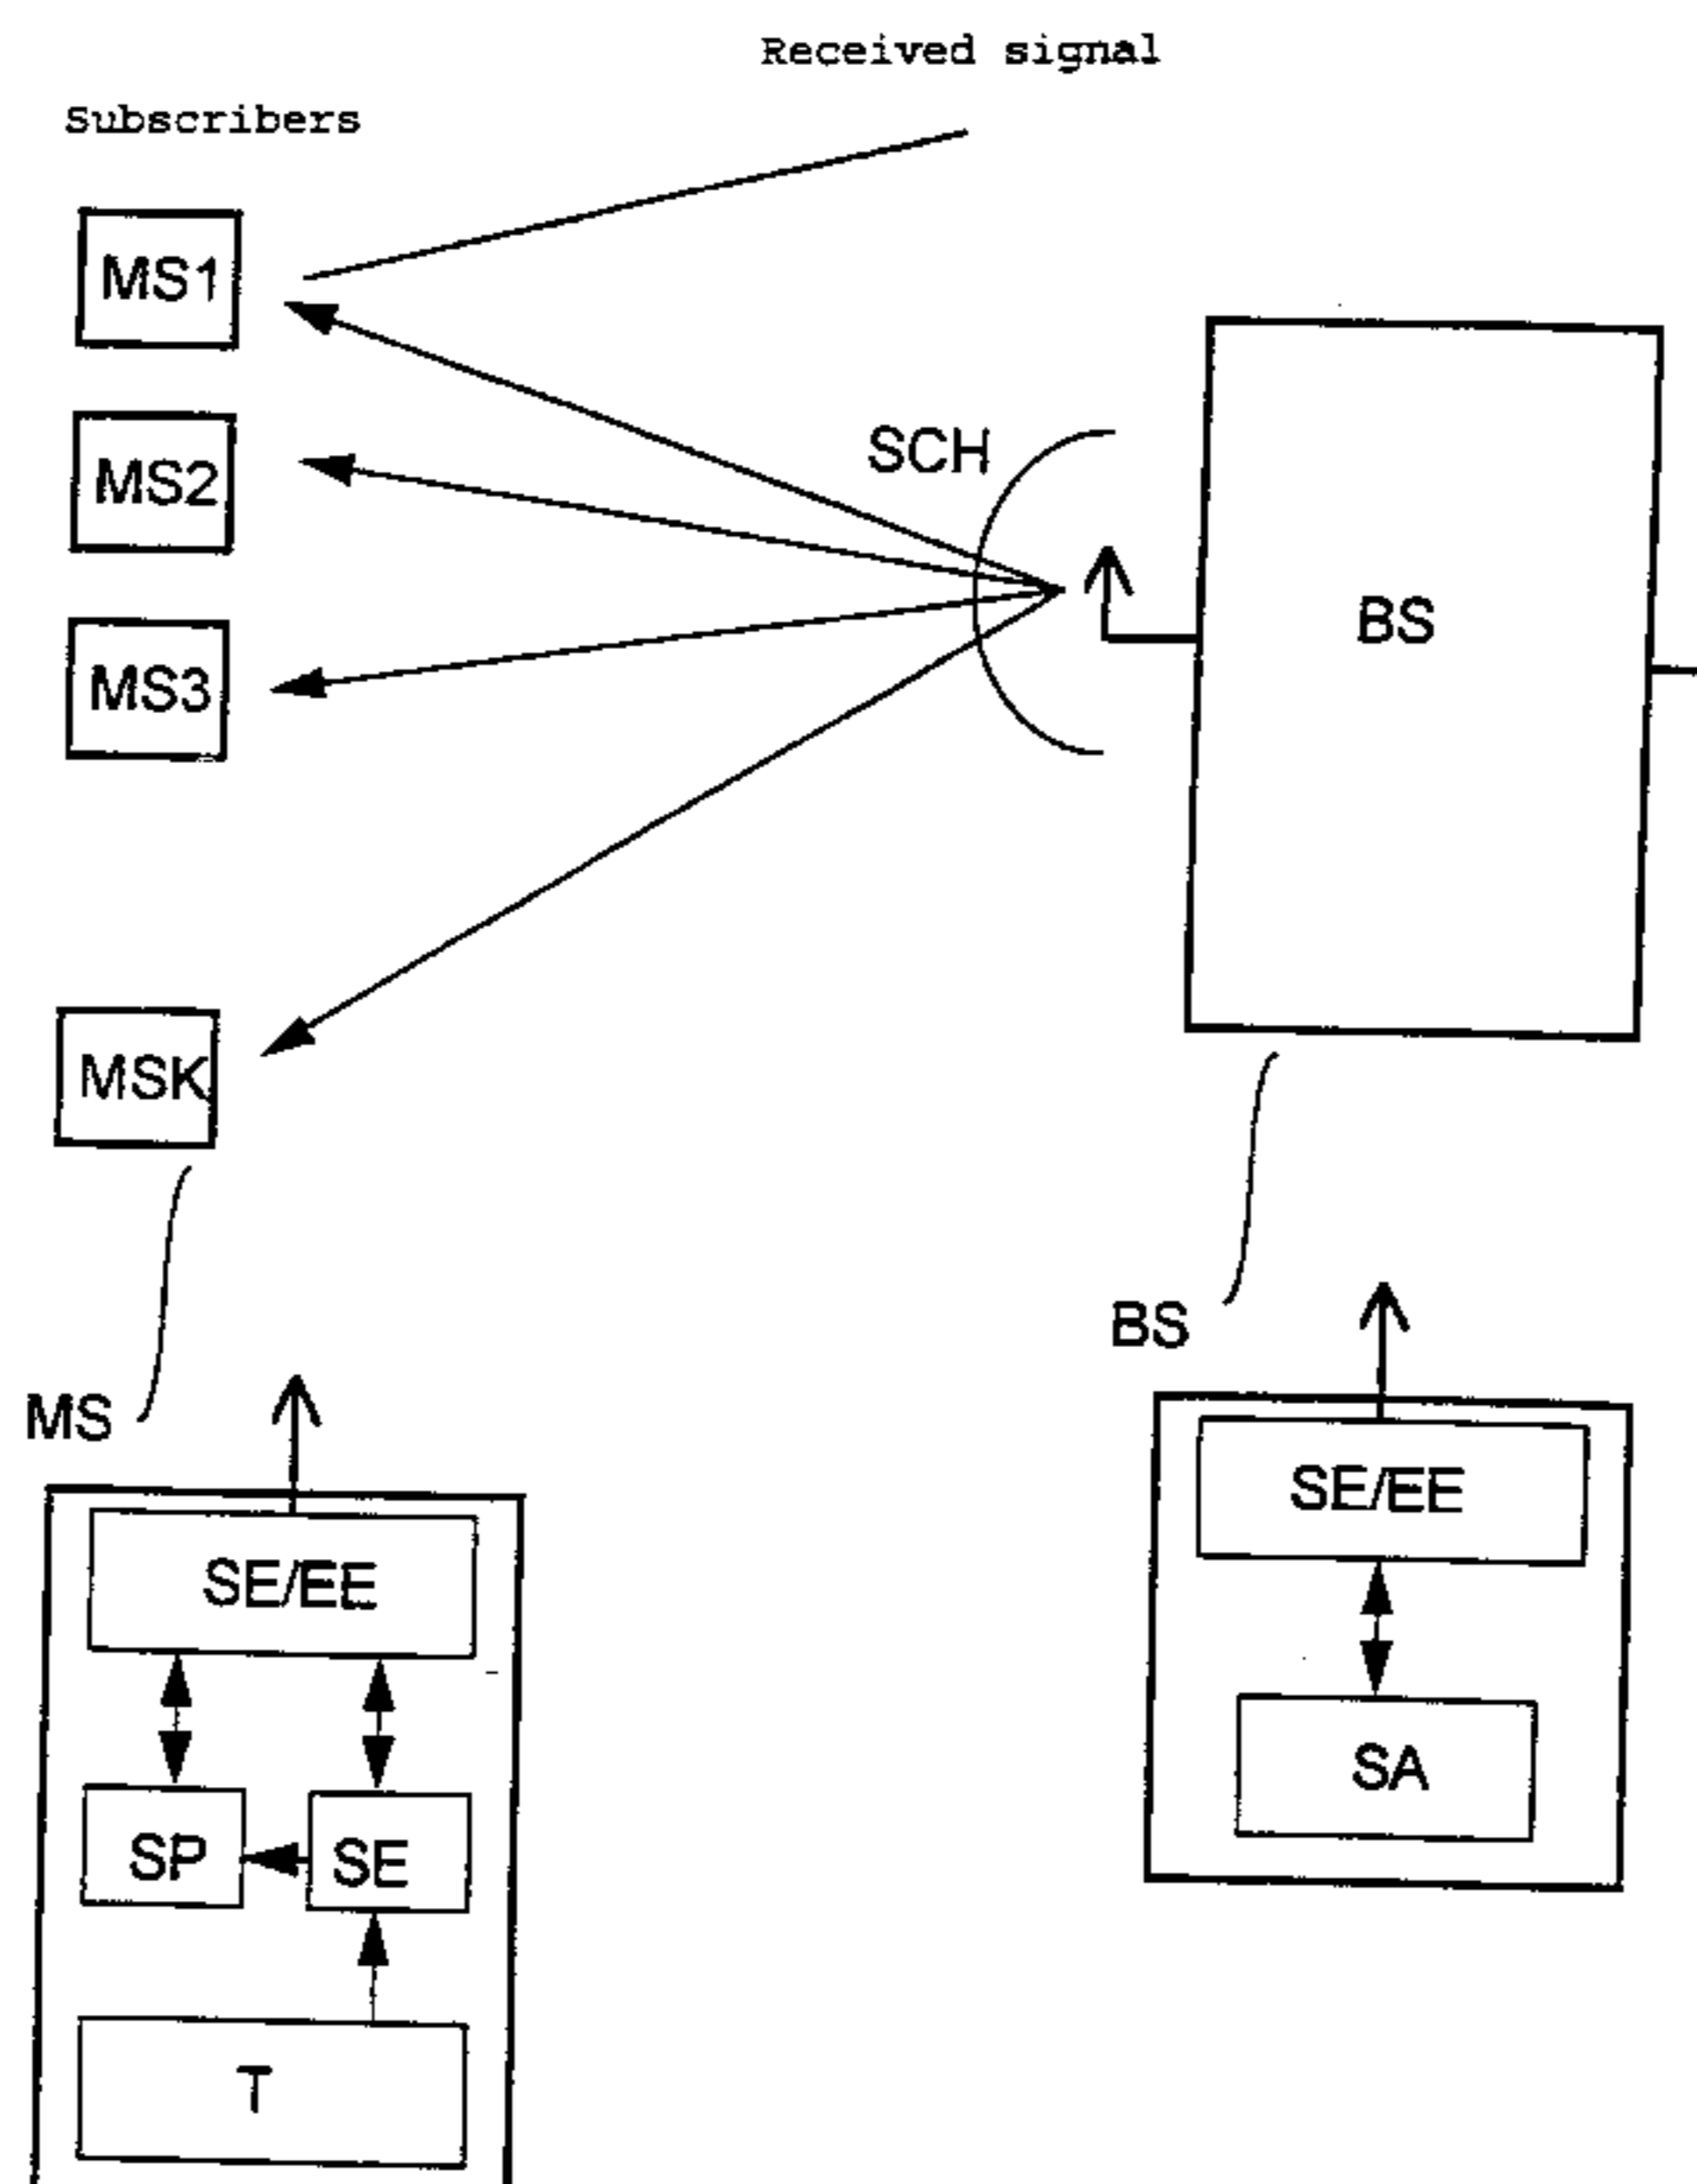 Received signal
Subscribers
MS1
MS2
SCH
BS
MS3
MSK
BS
MS
SE/EE
SE/EE
SA
SP
SE
T